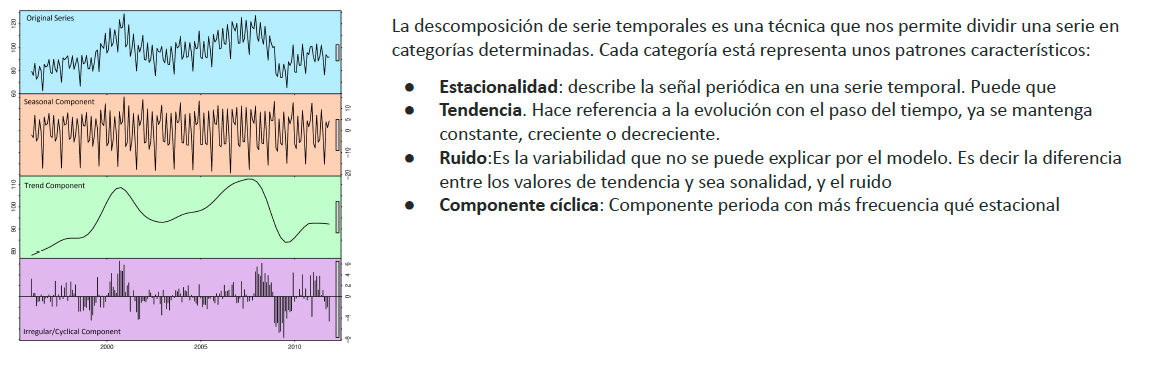 Original Series
60 80 100 120
Seasonal Component
-20 -10 0 5 10
Trend Component
80 90 100 110
Irregular/Cyclical Component
-8 -4 0 2 4 6
2000 2005 2010
La descomposición de serie temporales es una técnica que nos permite dividir una serie en
categorías determinadas. Cada categoría está representa unos patrones característicos:
● Estacionalidad: describe la señal periódica en una serie temporal. Puede que
● Tendencia. Hace referencia a la evolución con el paso del tiempo, ya se mantenga
constante, creciente o decreciente.
● Ruido:Es la variabilidad que no se puede explicar por el modelo. Es decir la diferencia
entre los valores de tendencia y sea sonalidad, y el ruido
● Componente cíclica: Componente perioda con más frecuencia qué estacional